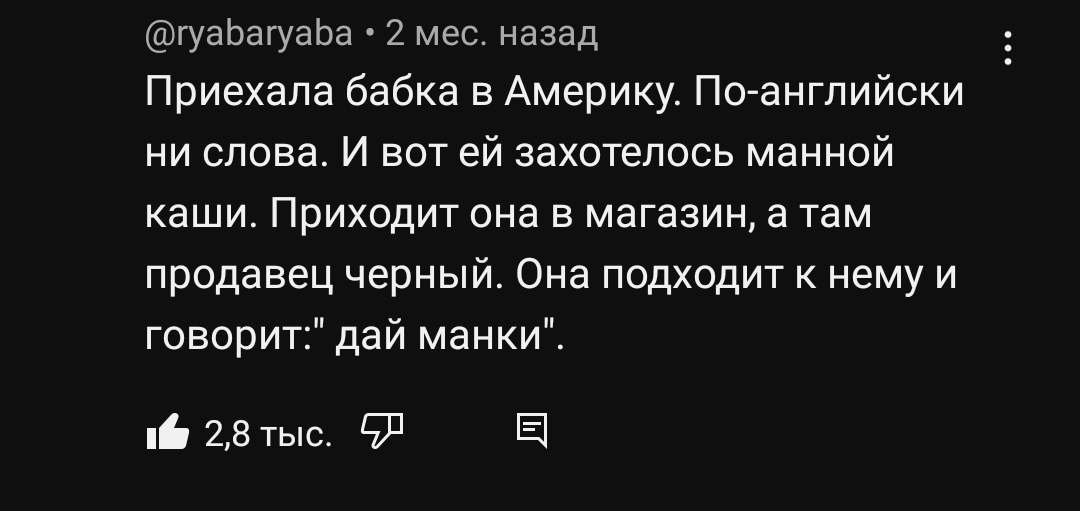 @ryabaryaba • 2 мес. назад
Приехала бабка в Америку. По-английски
ни слова. И вот ей захотелось манной
каши. Приходит она в магазин, а там
продавец черный. Она подходит к нему и
говорит:" дай манки".
2,8 тыс.